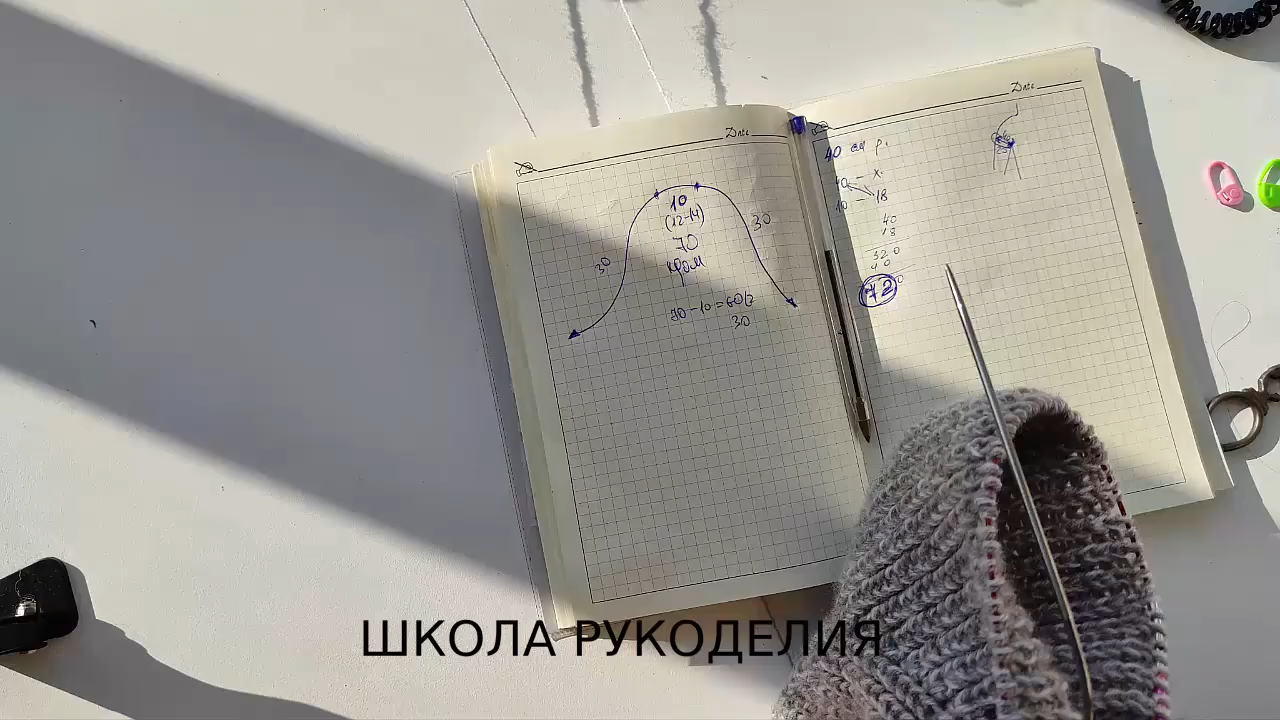 Date
10
(12-14)
30
30
70
кром
70-10=60/2
30
Date
40 см р.
40 - х
10 - 18
40
18
320
40
720
ШКОЛА РУКОДЕЛИЯ